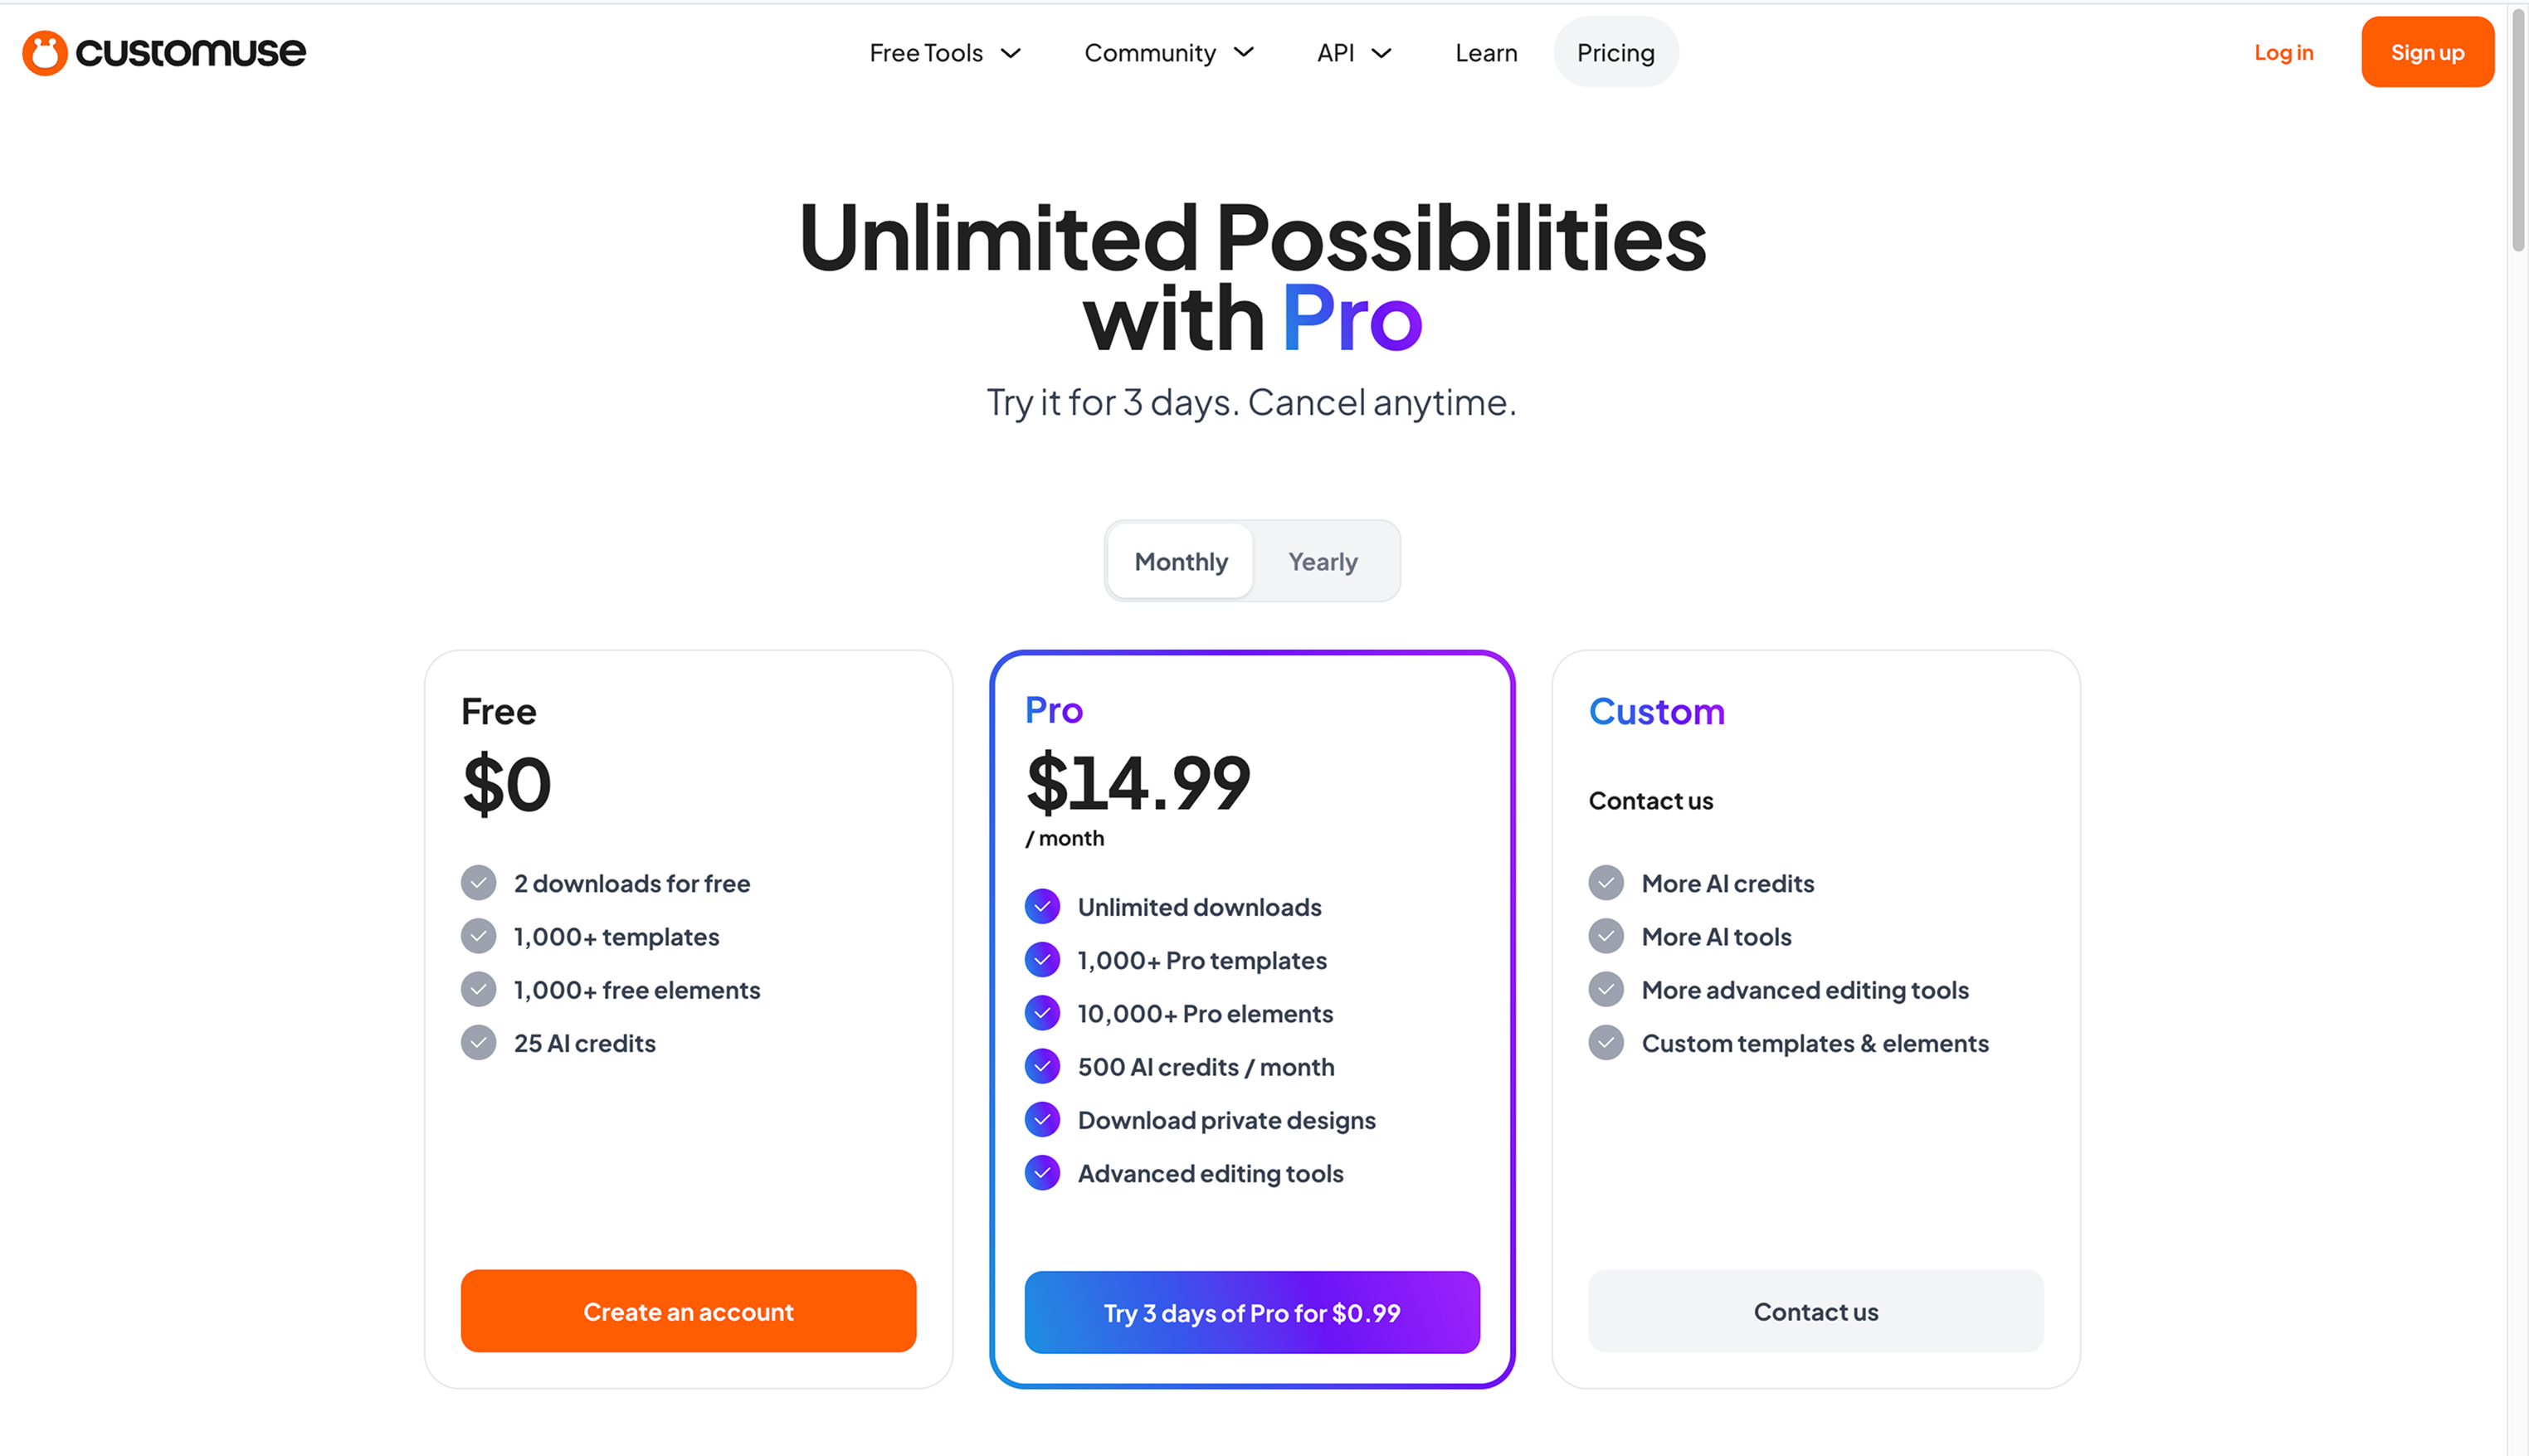 customuse
Free Tools
Community
API
Learn
Pricing
Log in
Sign up
Unlimited Possibilities
with Pro
Try it for 3 days. Cancel anytime.
Monthly
Yearly
Free
$0
2 downloads for free
1,000+ templates
1,000+ free elements
25 AI credits
Create an account
Pro
$14.99
/ month
Unlimited downloads
1,000+ Pro templates
10,000+ Pro elements
500 AI credits / month
Download private designs
Advanced editing tools
Try 3 days of Pro for $0.99
Custom
Contact us
More AI credits
More AI tools
More advanced editing tools
Custom templates & elements
Contact us